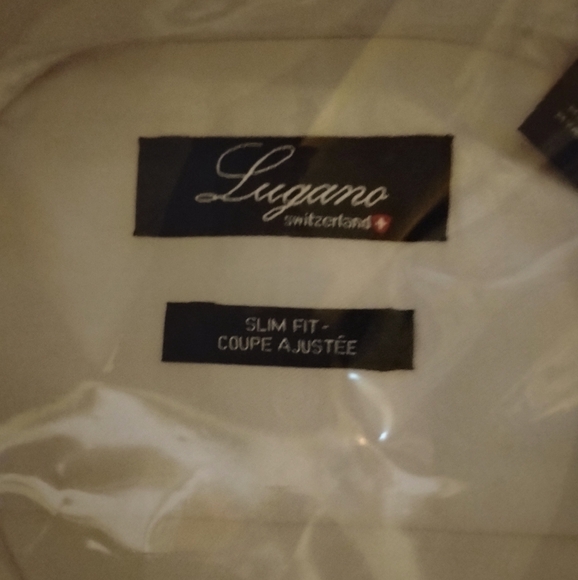 Lugano
switzerland
SLIM FIT -
COUPE AJUSTÉE